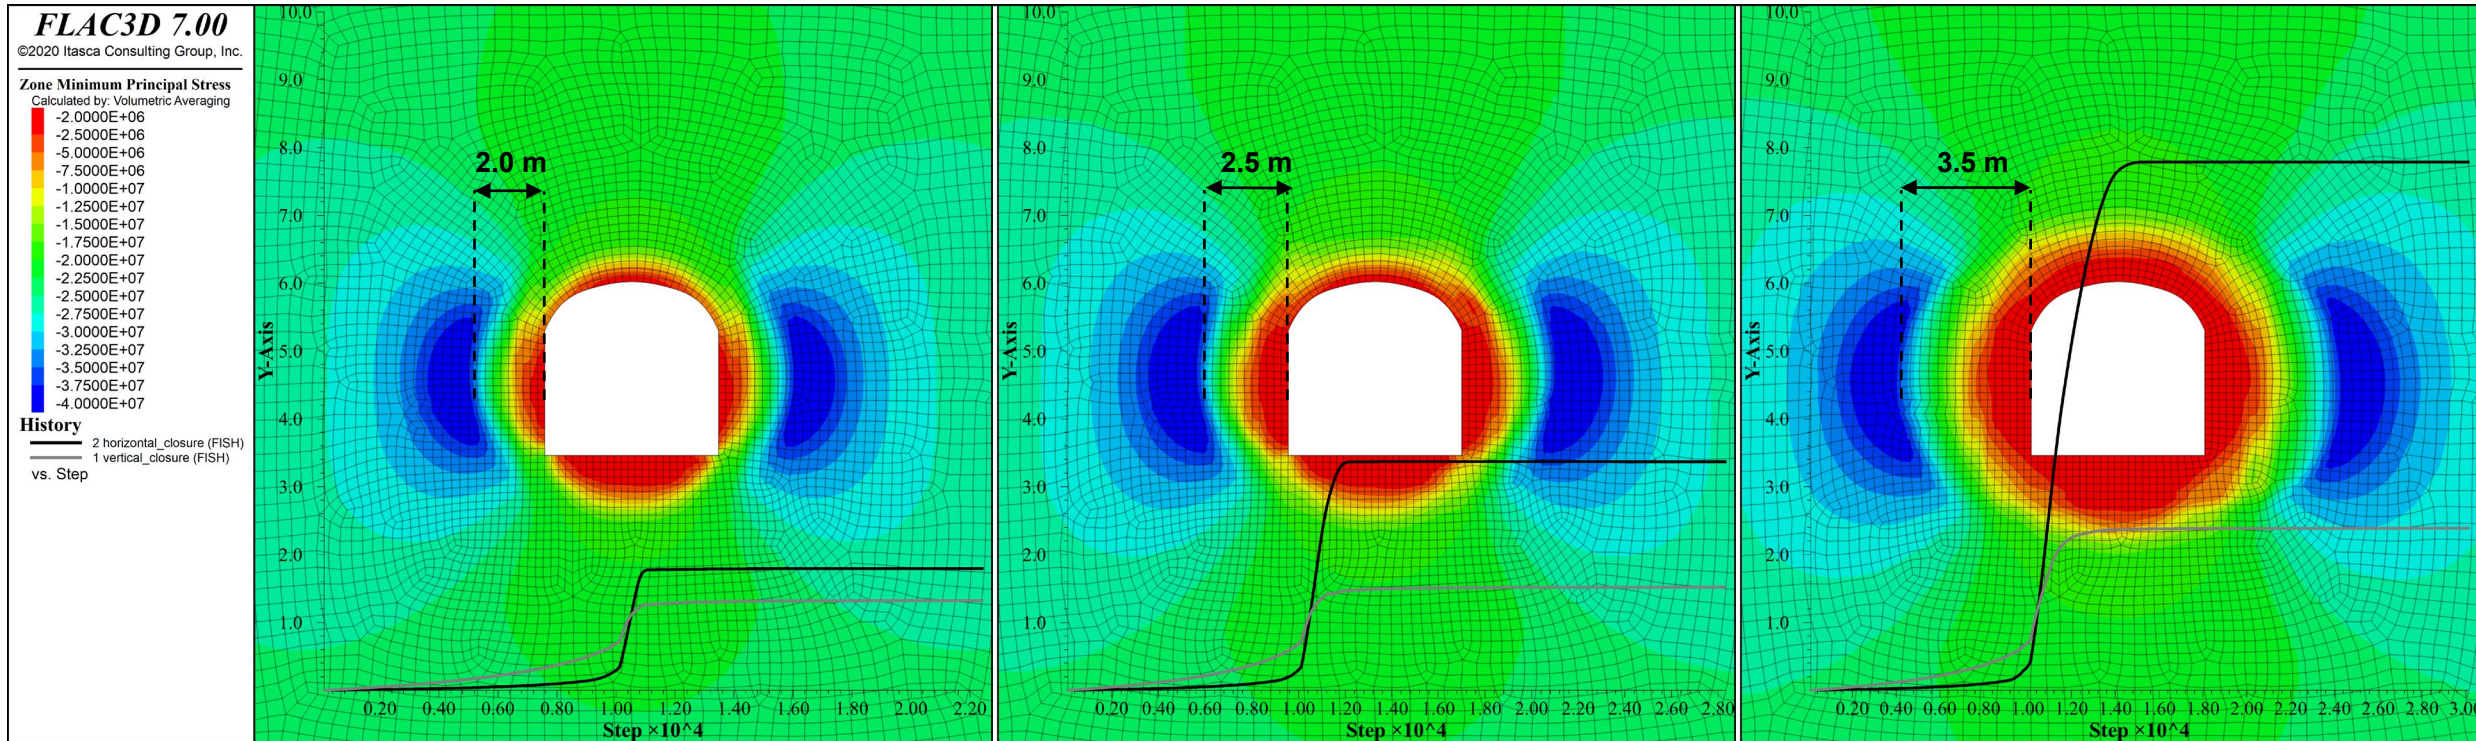 FLAC3D 7.00
©2020 Itasca Consulting Group, Inc.
Zone Minimum Principal Stress
Calculated by: Volumetric Averaging
-2.0000E+06
-2.5000E+06
-5.0000E+06
-7.5000E+06
-1.0000E+07
-1.2500E+07
-1.5000E+07
-1.7500E+07
-2.0000E+07
-2.2500E+07
-2.5000E+07
-2.7500E+07
-3.0000E+07
-3.2500E+07
-3.5000E+07
-3.7500E+07
-4.0000E+07
History
2 horizontal_closure (FISH)
1 vertical_closure (FISH)
vs. Step
10.0
9.0
8.0
7.0
6.0
5.0
4.0
3.0
2.0
1.0
Y-Axis
2.0 m
0.20 0.40 0.60 0.80 1.00 1.20 1.40 1.60 1.80 2.00 2.20
Step ×10^4
10.0
9.0
8.0
7.0
6.0
5.0
4.0
3.0
2.0
1.0
Y-Axis
2.5 m
0.20 0.40 0.60 0.80 1.00 1.20 1.40 1.60 1.80 2.00 2.20 2.40 2.60 2.80
Step ×10^4
10.0
9.0
8.0
7.0
6.0
5.0
4.0
3.0
2.0
1.0
Y-Axis
3.5 m
0.20 0.40 0.60 0.80 1.00 1.20 1.40 1.60 1.80 2.00 2.20 2.40 2.60 2.80 3.00
Step ×10^4